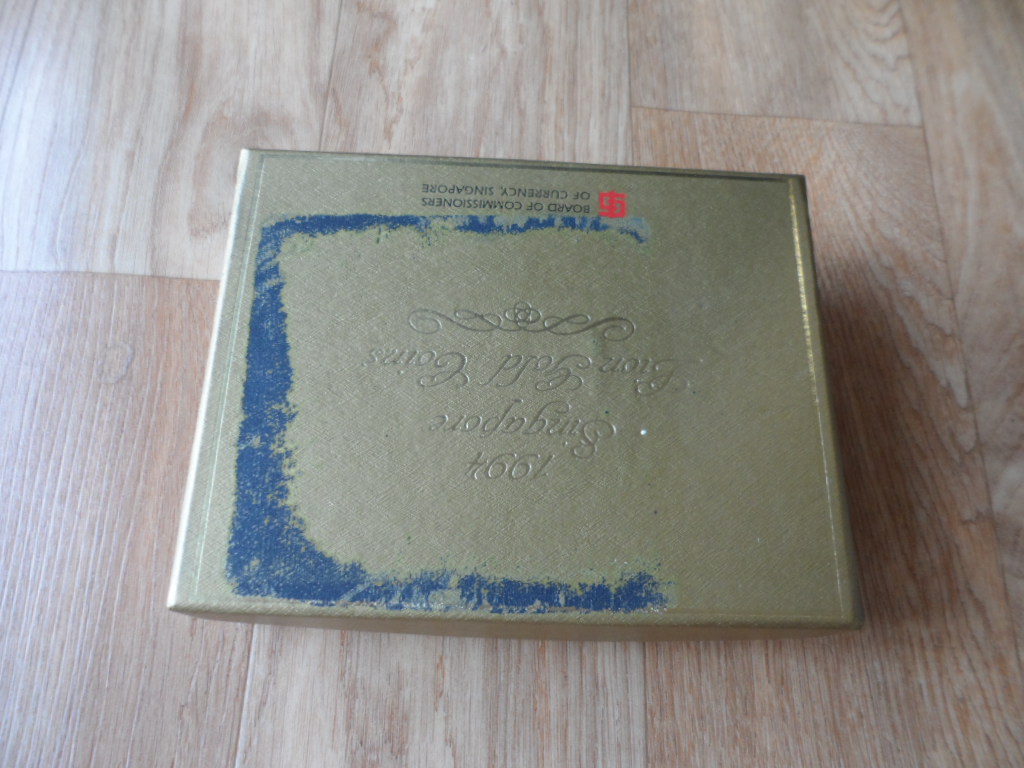 1994
Singapore
Lion Gold Coins
BOARD OF COMMISSIONERS
OF CURRENCY, SINGAPORE